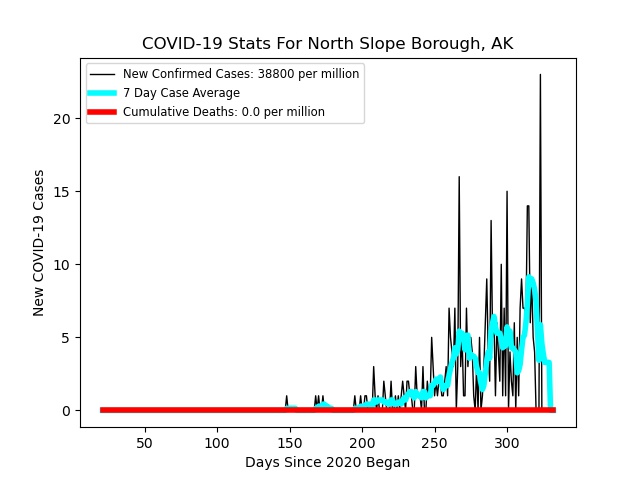 COVID-19 Stats For North Slope Borough, AK
New Confirmed Cases: 38800 per million
7 Day Case Average
Cumulative Deaths: 0.0 per million
New COVID-19 Cases
20
15
10
5
0
50 100 150 200 250 300
Days Since 2020 Began